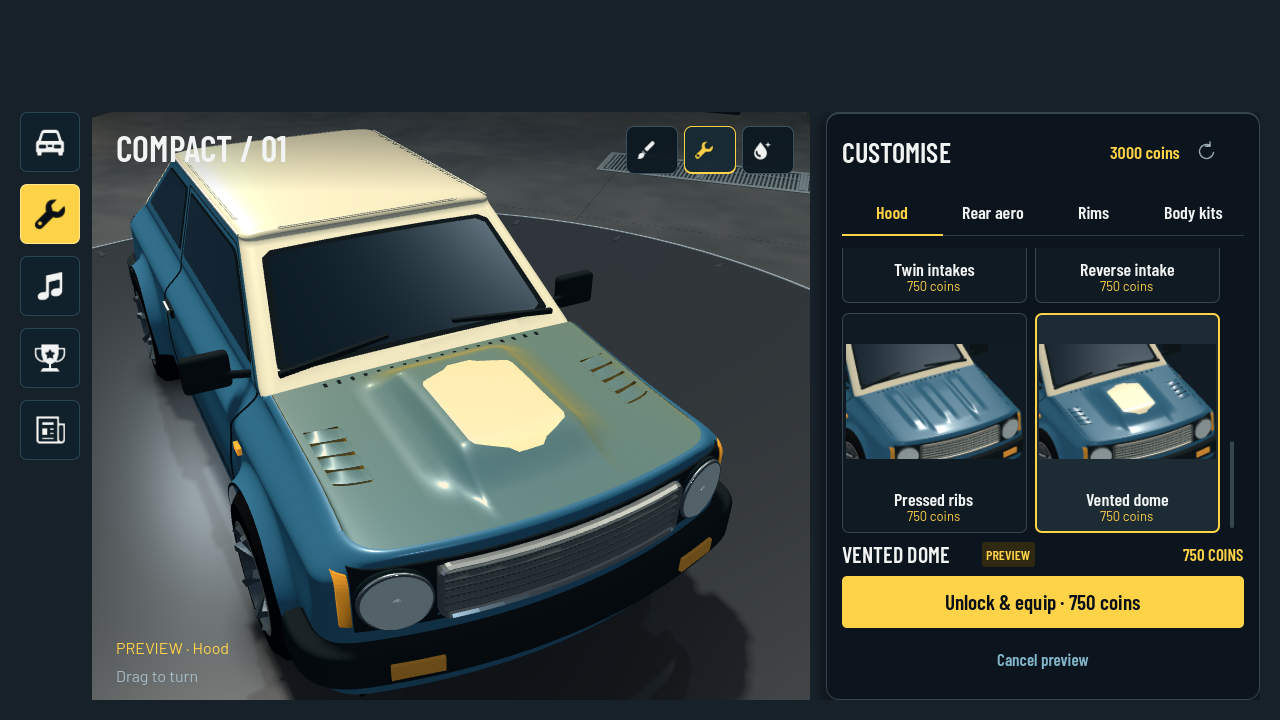 COMPACT / 01
PREVIEW · Hood
Drag to turn
CUSTOMISE
3000 coins
Hood
Rear aero
Rims
Body kits
Twin intakes
750 coins
Reverse intake
750 coins
Pressed ribs
750 coins
Vented dome
750 coins
VENTED DOME
PREVIEW
750 COINS
Unlock & equip · 750 coins
Cancel preview